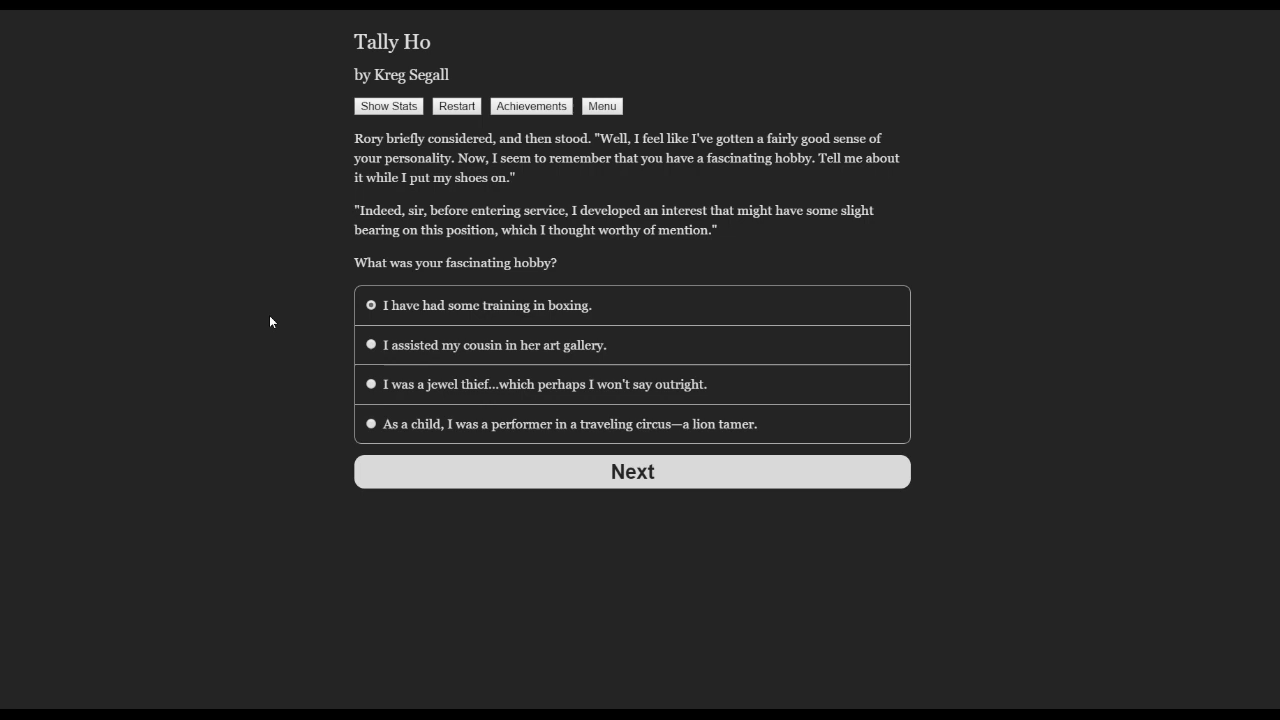 Tally Ho
by Kreg Segall
Show Stats Restart Achievements Menu
Rory briefly considered, and then stood. "Well, I feel like I've gotten a fairly good sense of
your personality. Now, I seem to remember that you have a fascinating hobby. Tell me about
it while I put my shoes on."
"Indeed, sir, before entering service, I developed an interest that might have some slight
bearing on this position, which I thought worthy of mention."
What was your fascinating hobby?
I have had some training in boxing.
I assisted my cousin in her art gallery.
I was a jewel thief...which perhaps I won't say outright.
As a child, I was a performer in a traveling circus—a lion tamer.
Next